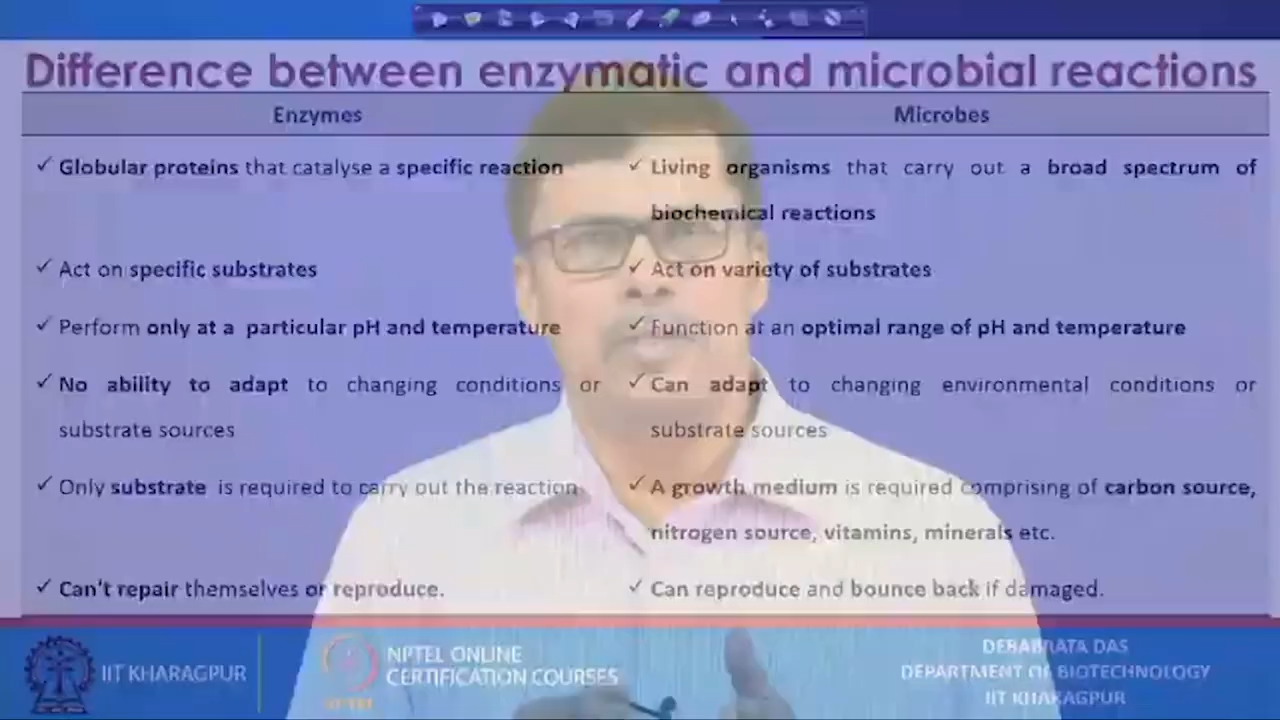 Difference between enzymatic and microbial reactions
Enzymes
Microbes
✓ Globular proteins that catalyse a specific reaction
✓ Living organisms that carry out a broad spectrum of
biochemical reactions
✓ Act on specific substrates
✓ Act on variety of substrates
✓ Perform only at a particular pH and temperature
✓ Function at an optimal range of pH and temperature
✓ No ability to adapt to changing conditions or
substrate sources
✓ Can adapt to changing environmental conditions or
substrate sources
✓ Only substrate is required to carry out the reaction
✓ A growth medium is required comprising of carbon source,
nitrogen source, vitamins, minerals etc.
✓ Can't repair themselves or reproduce.
✓ Can reproduce and bounce back if damaged.
IIT KHARAGPUR
NPTEL ONLINE
CERTIFICATION COURSES
DEBABRATA DAS
DEPARTMENT OF BIOTECHNOLOGY
IIT KHARAGPUR